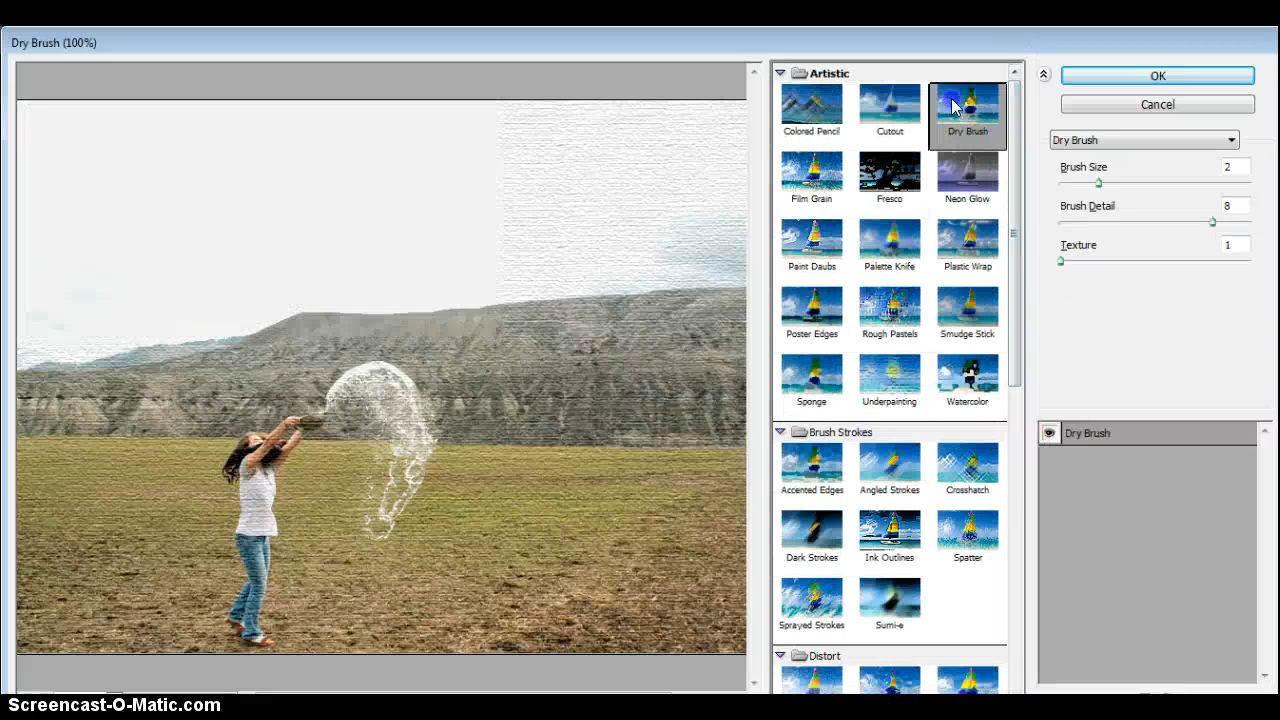 Dry Brush (100%)
Artistic
Colored Pencil
Cutout
Dry Brush
Film Grain
Fresco
Neon Glow
Paint Daubs
Palette Knife
Plastic Wrap
Poster Edges
Rough Pastels
Smudge Stick
Sponge
Underpainting
Watercolor
Brush Strokes
Accented Edges
Angled Strokes
Crosshatch
Dark Strokes
Ink Outlines
Spatter
Sprayed Strokes
Sumi-e
Distort
OK
Cancel
Dry Brush
Brush Size 2
Brush Detail 8
Texture 1
Dry Brush
Screencast-O-Matic.com